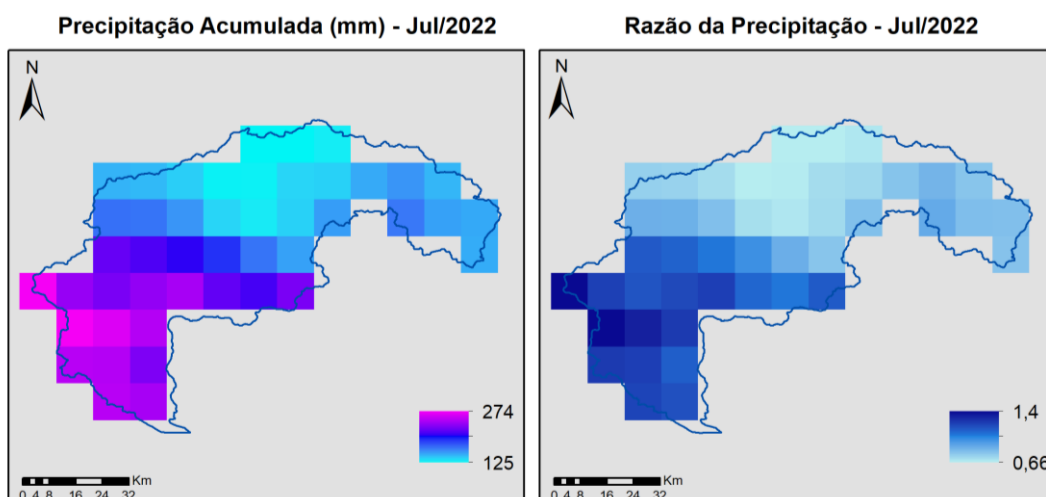 Precipitação Acumulada (mm) - Jul/2022
N
274
125
Km
0 4 8 16 24 32
Razão da Precipitação - Jul/2022
N
1,4
0,66
Km
0 4 8 16 24 32